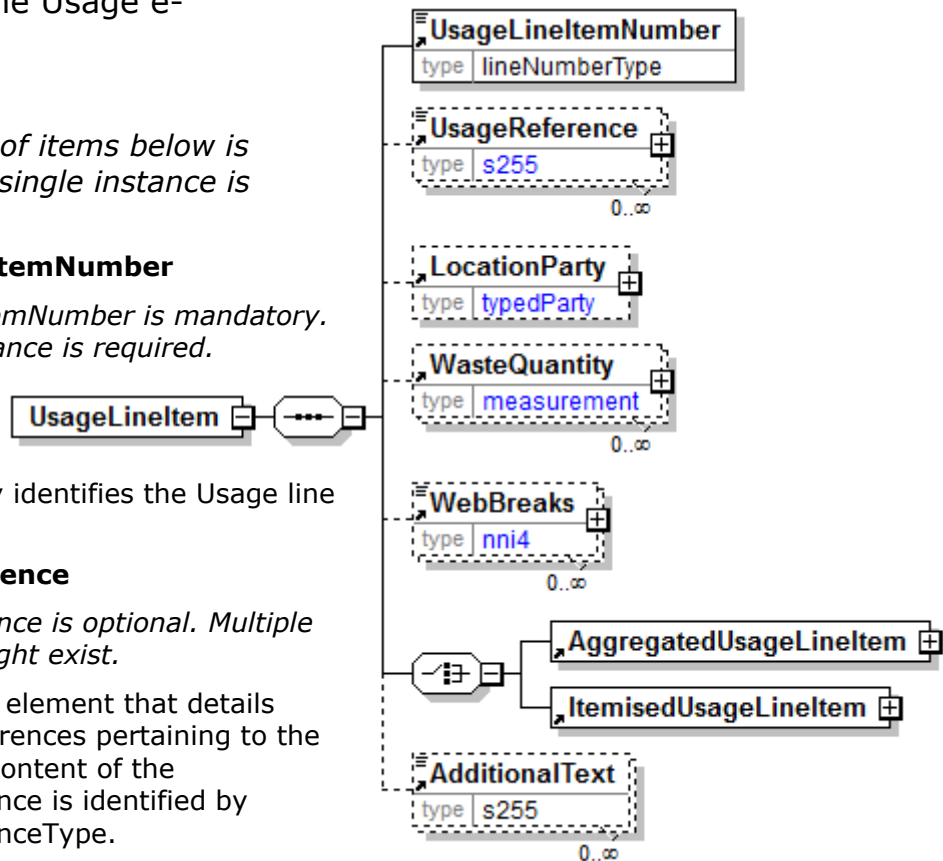 ne Usage e-
of items below is
single instance is
temNumber
emNumber is mandatory.
ance is required.
y identifies the Usage line
ence
nce is optional. Multiple
ght exist.
element that details
rences pertaining to the
content of the
nce is identified by
nceType.
UsageLineItem
UsageLineItemNumber
type lineNumberType
UsageReference
type s255
0..∞
LocationParty
type typedParty
WasteQuantity
type measurement
0..∞
WebBreaks
type nni4
0..∞
AggregatedUsageLineItem
ItemisedUsageLineItem
AdditionalText
type s255
0..∞